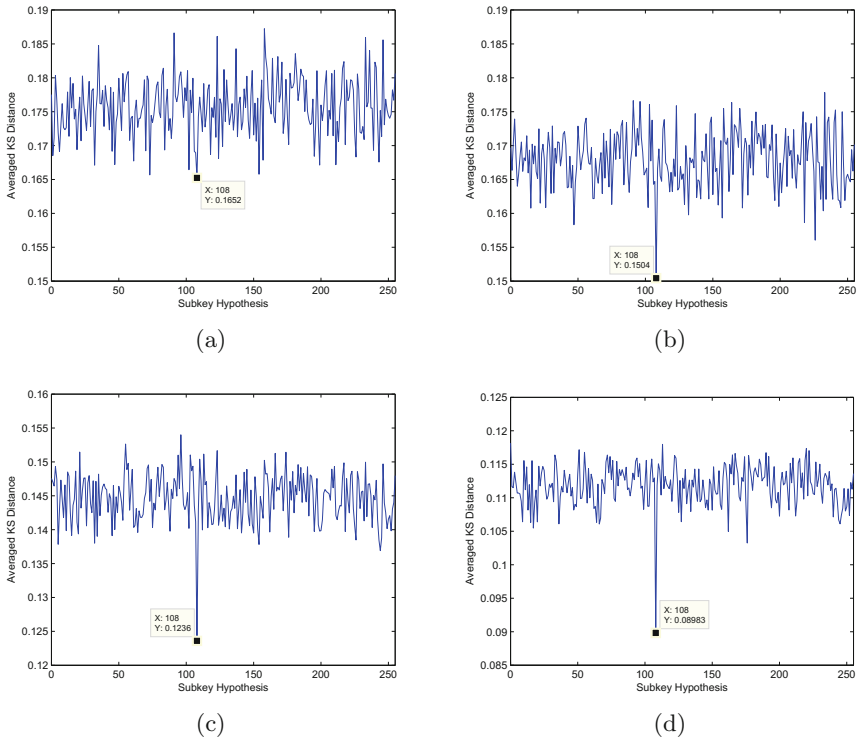 0.19
0.185
0.18
0.175
0.17
0.165
0.16
0.155
0.15
0 50 100 150 200 250
Averaged KS Distance
Subkey Hypothesis
X: 108
Y: 0.1652
(a)
0.19
0.185
0.18
0.175
0.17
0.165
0.16
0.155
0.15
0 50 100 150 200 250
Averaged KS Distance
Subkey Hypothesis
X: 108
Y: 0.1504
(b)
0.16
0.155
0.15
0.145
0.14
0.135
0.13
0.125
0.12
0 50 100 150 200 250
Averaged KS Distance
Subkey Hypothesis
X: 108
Y: 0.1236
(c)
0.125
0.12
0.115
0.11
0.105
0.1
0.095
0.09
0.085
0 50 100 150 200 250
Averaged KS Distance
Subkey Hypothesis
X: 108
Y: 0.08983
(d)